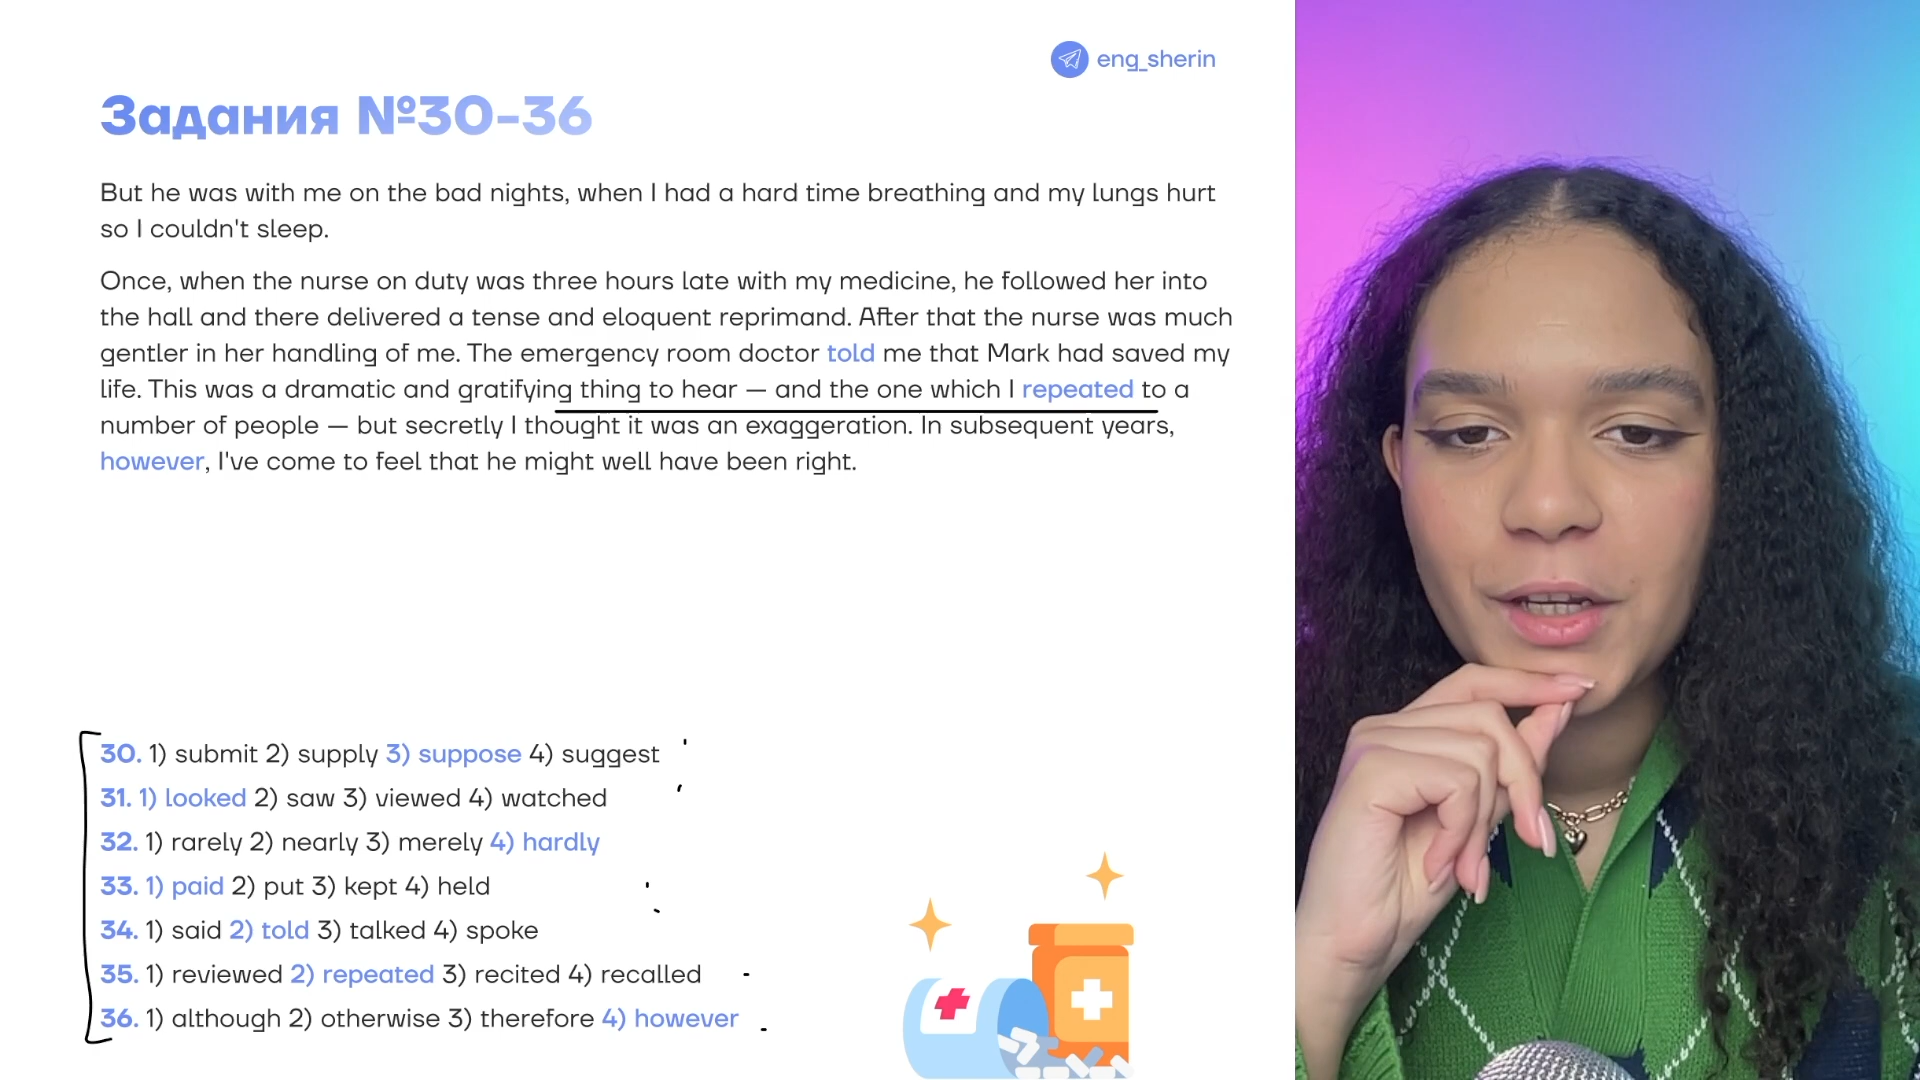 eng_sherin
Задания №30-36
But he was with me on the bad nights, when I had a hard time breathing and my lungs hurt
so I couldn't sleep.
Once, when the nurse on duty was three hours late with my medicine, he followed her into
the hall and there delivered a tense and eloquent reprimand. After that the nurse was much
gentler in her handling of me. The emergency room doctor told me that Mark had saved my
life. This was a dramatic and gratifying thing to hear — and the one which I repeated to a
number of people — but secretly I thought it was an exaggeration. In subsequent years,
however, I've come to feel that he might well have been right.
30. 1) submit 2) supply 3) suppose 4) suggest
31. 1) looked 2) saw 3) viewed 4) watched
32. 1) rarely 2) nearly 3) merely 4) hardly
33. 1) paid 2) put 3) kept 4) held
34. 1) said 2) told 3) talked 4) spoke
35. 1) reviewed 2) repeated 3) recited 4) recalled
36. 1) although 2) otherwise 3) therefore 4) however